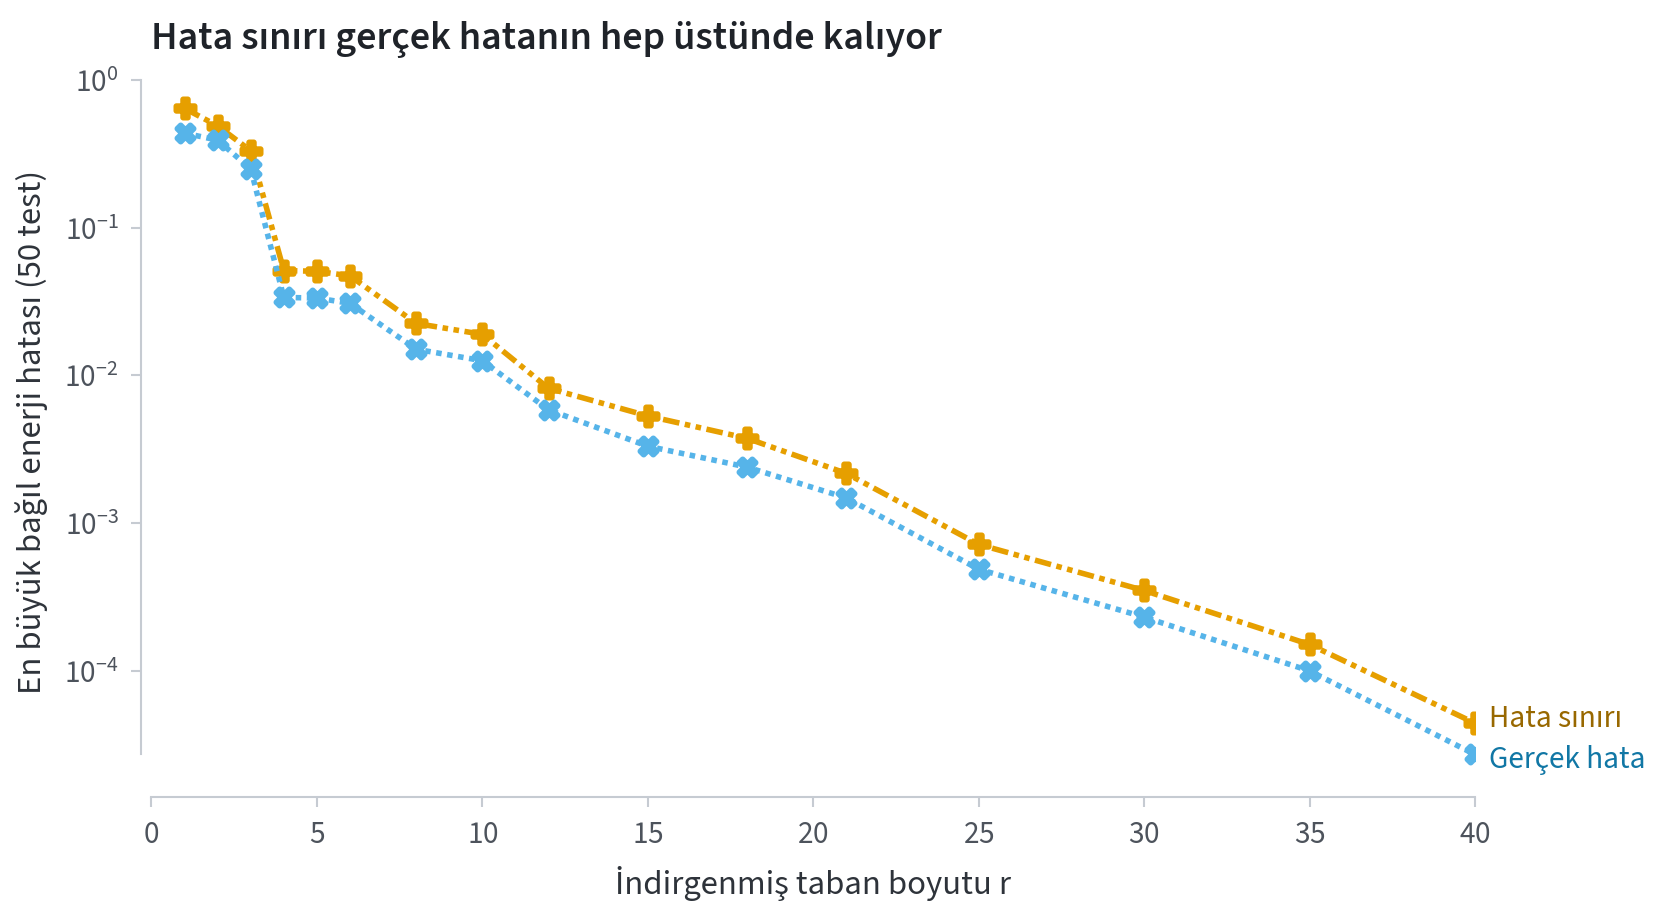 Hata sınırı gerçek hatanın hep üstünde kalıyor
En büyük bağıl enerji hatası (50 test)
10⁰
10⁻¹
10⁻²
10⁻³
10⁻⁴
Hata sınırı
Gerçek hata
0 5 10 15 20 25 30 35 40
İndirgenmiş taban boyutu r